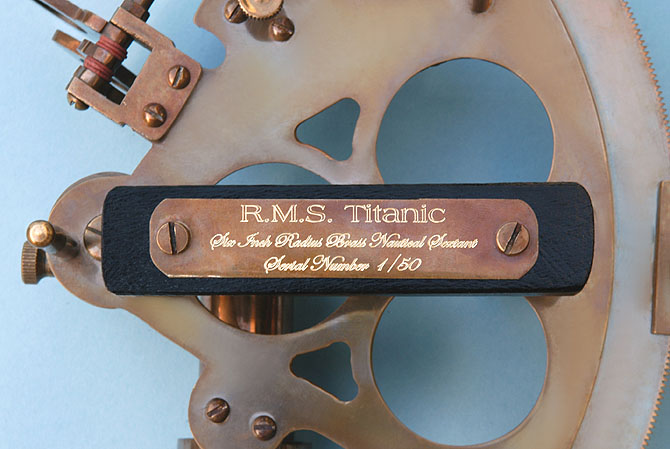 R.M.S. Titanic
Six Inch Radius Brass Nautical Sextant
Serial Number 1/50